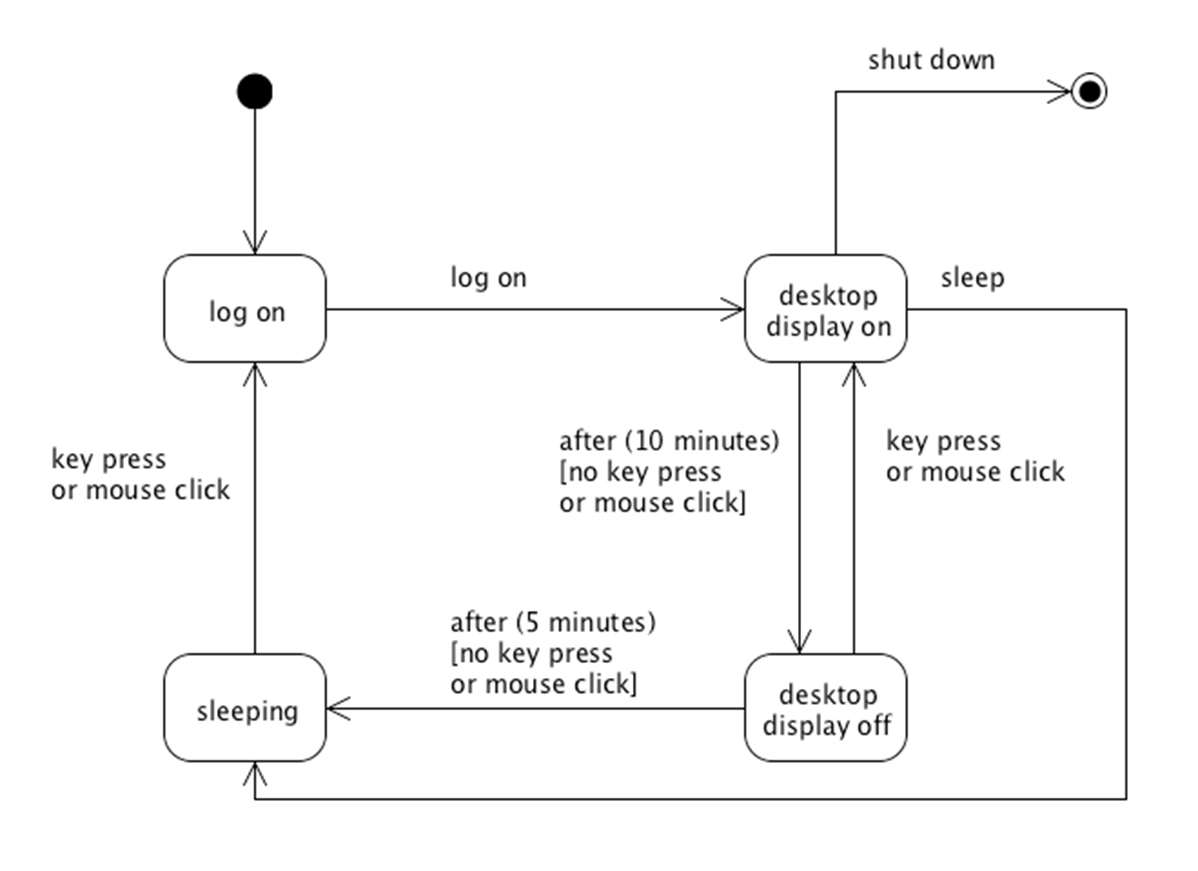 shut down
log on
log on
desktop
display on
sleep
key press
or mouse click
after (10 minutes)
[no key press
or mouse click]
key press
or mouse click
after (5 minutes)
[no key press
or mouse click]
sleeping
desktop
display off